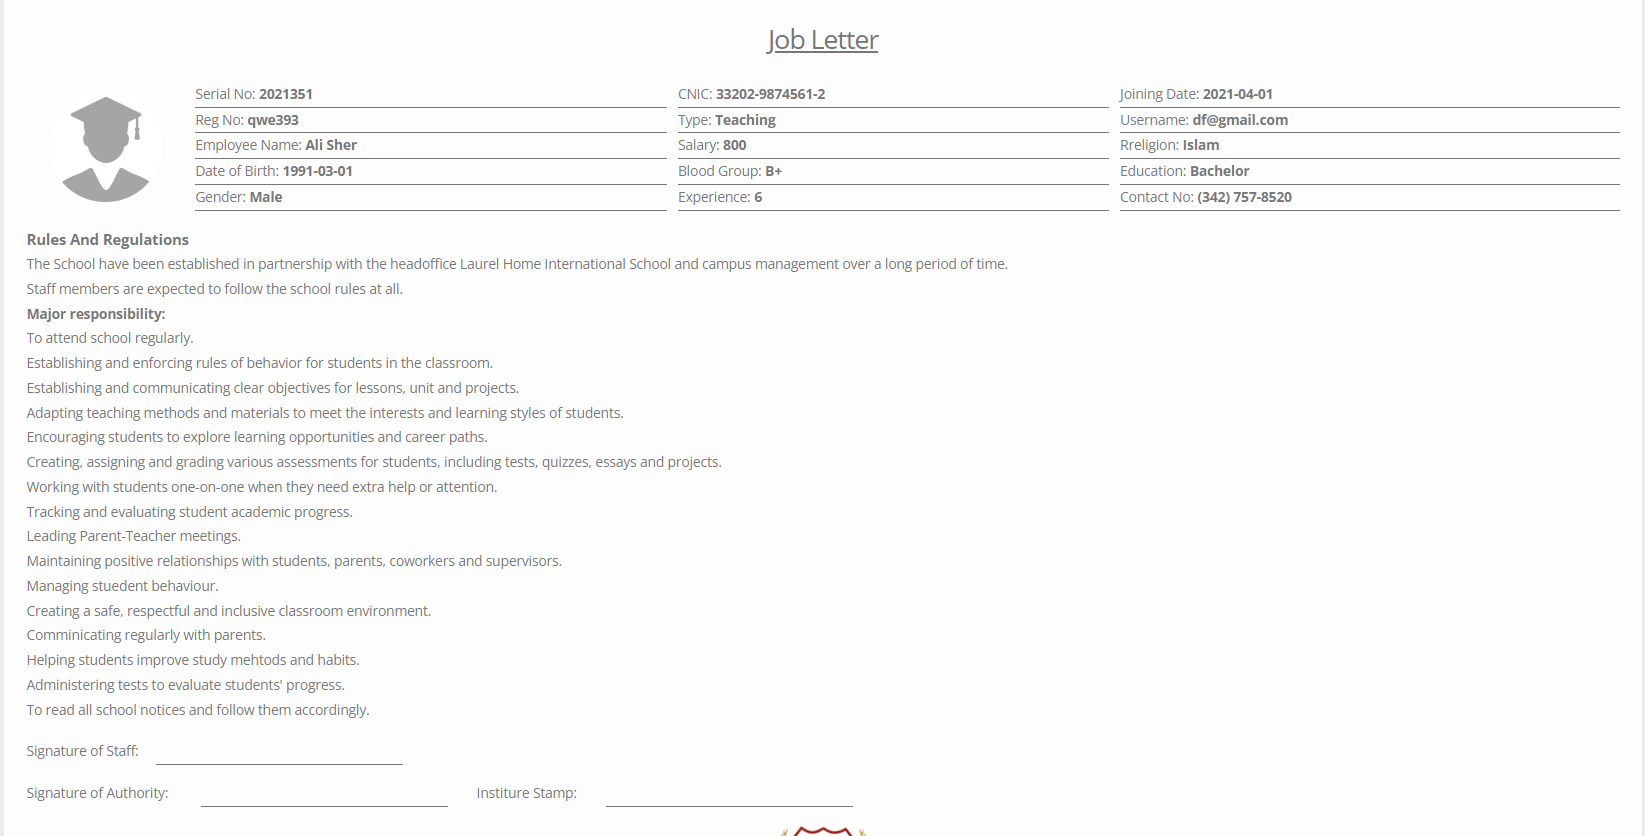 Job Letter
Serial No: 2021351 CNIC: 33202-9874561-2 Joining Date: 2021-04-01
Reg No: qwe393 Type: Teaching Username: df@gmail.com
Employee Name: Ali Sher Salary: 800 Rreligion: Islam
Date of Birth: 1991-03-01 Blood Group: B+ Education: Bachelor
Gender: Male Experience: 6 Contact No: (342) 757-8520
Rules And Regulations
The School have been established in partnership with the headoffice Laurel Home International School and campus management over a long period of time.
Staff members are expected to follow the school rules at all.
Major responsibility:
To attend school regularly.
Establishing and enforcing rules of behavior for students in the classroom.
Establishing and communicating clear objectives for lessons, unit and projects.
Adapting teaching methods and materials to meet the interests and learning styles of students.
Encouraging students to explore learning opportunities and career paths.
Creating, assigning and grading various assessments for students, including tests, quizzes, essays and projects.
Working with students one-on-one when they need extra help or attention.
Tracking and evaluating student academic progress.
Leading Parent-Teacher meetings.
Maintaining positive relationships with students, parents, coworkers and supervisors.
Managing stuedent behaviour.
Creating a safe, respectful and inclusive classroom environment.
Comminicating regularly with parents.
Helping students improve study mehtods and habits.
Administering tests to evaluate students' progress.
To read all school notices and follow them accordingly.
Signature of Staff:
Signature of Authority: Institure Stamp: